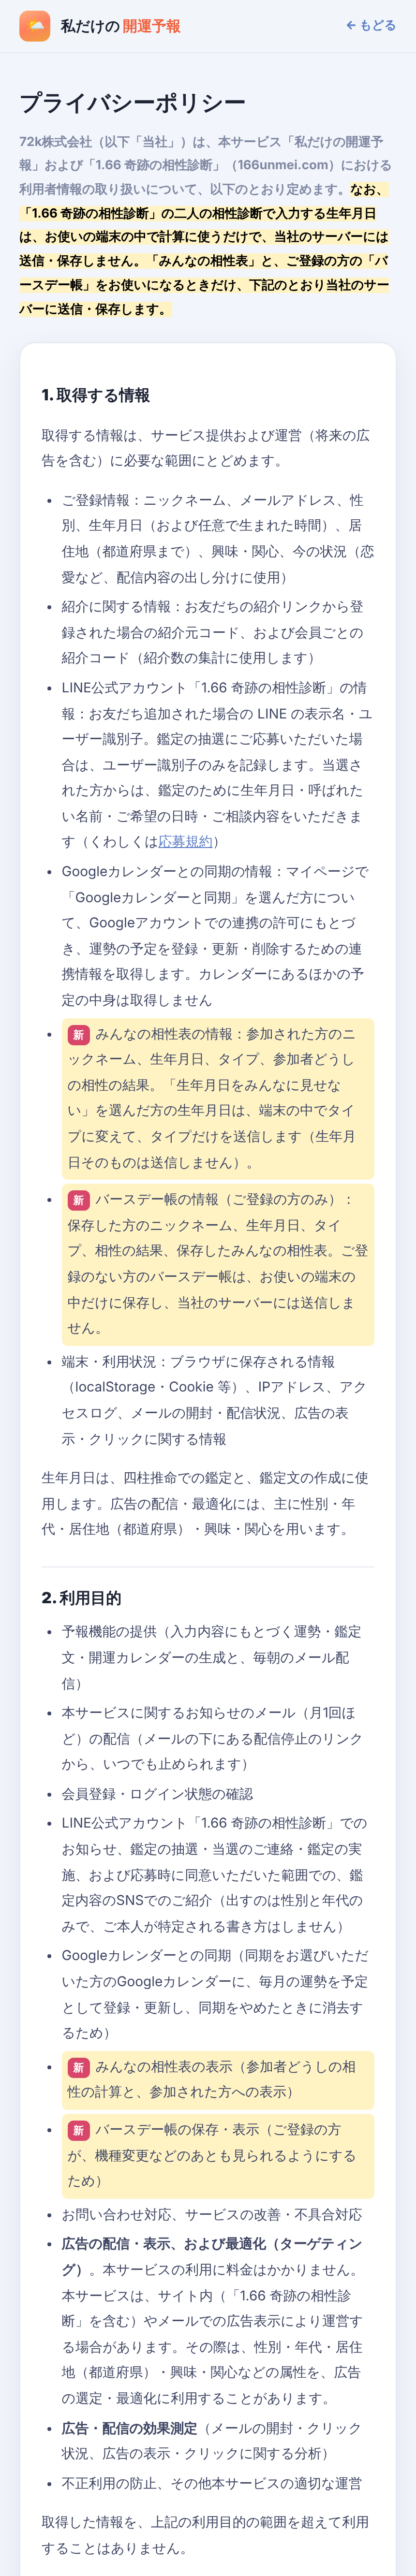 私だけの 開運予報
← もどる
プライバシーポリシー
72k株式会社（以下「当社」）は、本サービス「私だけの開運予
報」および「1.66 奇跡の相性診断」（166unmei.com）における
利用者情報の取り扱いについて、以下のとおり定めます。なお、
「1.66 奇跡の相性診断」の二人の相性診断で入力する生年月日
は、お使いの端末の中で計算に使うだけで、当社のサーバーには
送信・保存しません。「みんなの相性表」と、ご登録の方の「バ
ースデー帳」をお使いになるときだけ、下記のとおり当社のサー
バーに送信・保存します。
1. 取得する情報
取得する情報は、サービス提供および運営（将来の広
告を含む）に必要な範囲にとどめます。
• ご登録情報：ニックネーム、メールアドレス、性
別、生年月日（および任意で生まれた時間）、居
住地（都道府県まで）、興味・関心、今の状況（恋
愛など、配信内容の出し分けに使用）
• 紹介に関する情報：お友だちの紹介リンクから登
録された場合の紹介元コード、および会員ごとの
紹介コード（紹介数の集計に使用します）
• LINE公式アカウント「1.66 奇跡の相性診断」の情
報：お友だち追加された場合の LINE の表示名・ユ
ーザー識別子。鑑定の抽選にご応募いただいた場
合は、ユーザー識別子のみを記録します。当選さ
れた方からは、鑑定のために生年月日・呼ばれた
い名前・ご希望の日時・ご相談内容をいただきま
す（くわしくは応募規約）
• Googleカレンダーとの同期の情報：マイページで
「Googleカレンダーと同期」を選んだ方につい
て、Googleアカウントでの連携の許可にもとづ
き、運勢の予定を登録・更新・削除するための連
携情報を取得します。カレンダーにあるほかの予
定の中身は取得しません
• 新 みんなの相性表の情報：参加された方のニ
ックネーム、生年月日、タイプ、参加者どうし
の相性の結果。「生年月日をみんなに見せな
い」を選んだ方の生年月日は、端末の中でタイ
プに変えて、タイプだけを送信します（生年月
日そのものは送信しません）。
• 新 バースデー帳の情報（ご登録の方のみ）：
保存した方のニックネーム、生年月日、タイ
プ、相性の結果、保存したみんなの相性表。ご登
録のない方のバースデー帳は、お使いの端末の
中だけに保存し、当社のサーバーには送信しま
せん。
• 端末・利用状況：ブラウザに保存される情報
（localStorage・Cookie 等）、IPアドレス、アク
セスログ、メールの開封・配信状況、広告の表
示・クリックに関する情報
生年月日は、四柱推命での鑑定と、鑑定文の作成に使
用します。広告の配信・最適化には、主に性別・年
代・居住地（都道府県）・興味・関心を用います。
2. 利用目的
• 予報機能の提供（入力内容にもとづく運勢・鑑定
文・開運カレンダーの生成と、毎朝のメール配
信）
• 本サービスに関するお知らせのメール（月1回ほ
ど）の配信（メールの下にある配信停止のリンク
から、いつでも止められます）
• 会員登録・ログイン状態の確認
• LINE公式アカウント「1.66 奇跡の相性診断」での
お知らせ、鑑定の抽選・当選のご連絡・鑑定の実
施、および応募時に同意いただいた範囲での、鑑
定内容のSNSでのご紹介（出すのは性別と年代の
みで、ご本人が特定される書き方はしません）
• Googleカレンダーとの同期（同期をお選びいただ
いた方のGoogleカレンダーに、毎月の運勢を予定
として登録・更新し、同期をやめたときに消去す
るため）
• 新 みんなの相性表の表示（参加者どうしの相
性の計算と、参加された方への表示）
• 新 バースデー帳の保存・表示（ご登録の方
が、機種変更などのあとも見られるようにする
ため）
• お問い合わせ対応、サービスの改善・不具合対応
• 広告の配信・表示、および最適化（ターゲティン
グ）。本サービスの利用に料金はかかりません。
本サービスは、サイト内（「1.66 奇跡の相性診
断」を含む）やメールでの広告表示により運営す
る場合があります。その際は、性別・年代・居住
地（都道府県）・興味・関心などの属性を、広告
の選定・最適化に利用することがあります。
• 広告・配信の効果測定（メールの開封・クリック
状況、広告の表示・クリックに関する分析）
• 不正利用の防止、その他本サービスの適切な運営
取得した情報を、上記の利用目的の範囲を超えて利用
することはありません。